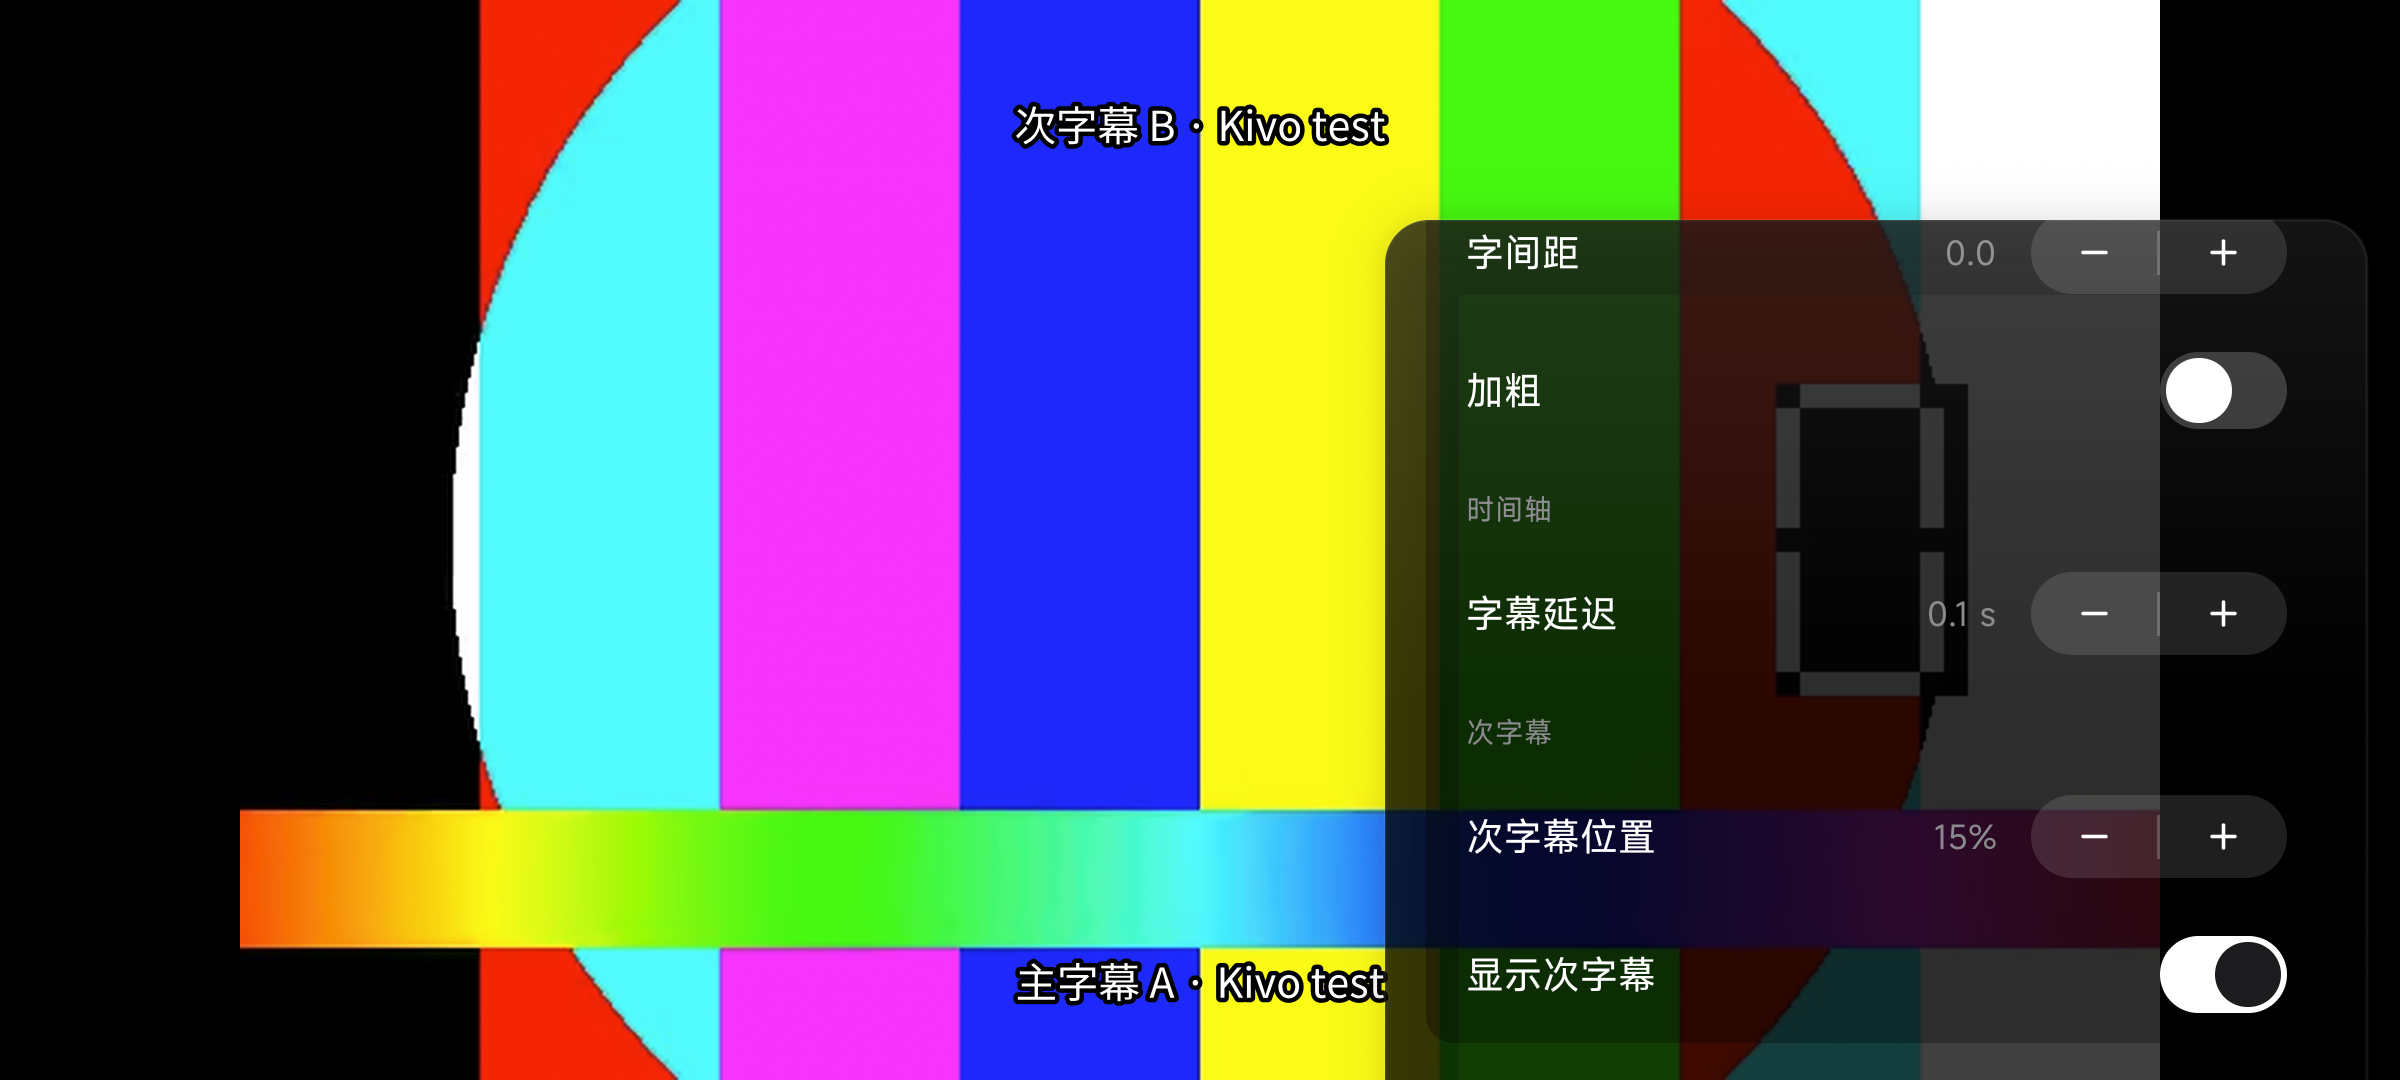 次字幕 B · Kivo test
字间距 0.0 − +
加粗
时间轴
字幕延迟 0.1 s − +
次字幕
次字幕位置 15% − +
主字幕 A · Kivo test
显示次字幕